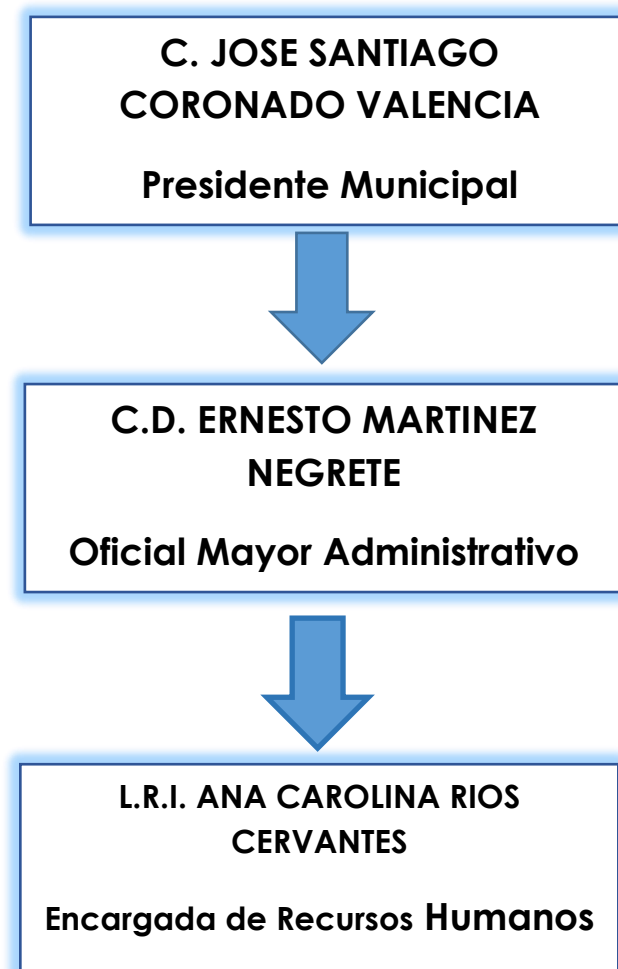 C. JOSE SANTIAGO
CORONADO VALENCIA
Presidente Municipal
C.D. ERNESTO MARTINEZ
NEGRETE
Oficial Mayor Administrativo
L.R.I. ANA CAROLINA RIOS
CERVANTES
Encargada de Recursos Humanos